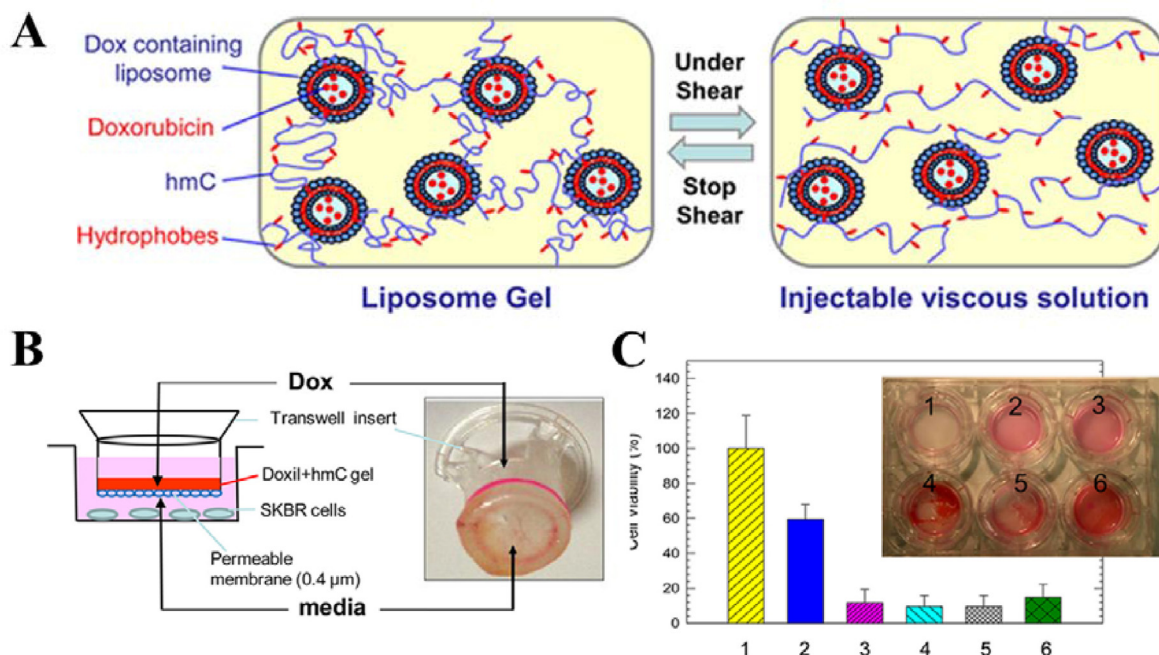 A
Dox containing
liposome
Doxorubicin
hmC
Hydrophobes
Under
Shear
Stop
Shear
Liposome Gel
Injectable viscous solution
B
Dox
Transwell insert
Doxil+hmC gel
SKBR cells
Permeable
membrane (0.4 µm)
media
C
Cell viability (%)
140
120
100
80
60
40
20
0
1
2
3
4
5
6
1 2 3 4 5 6